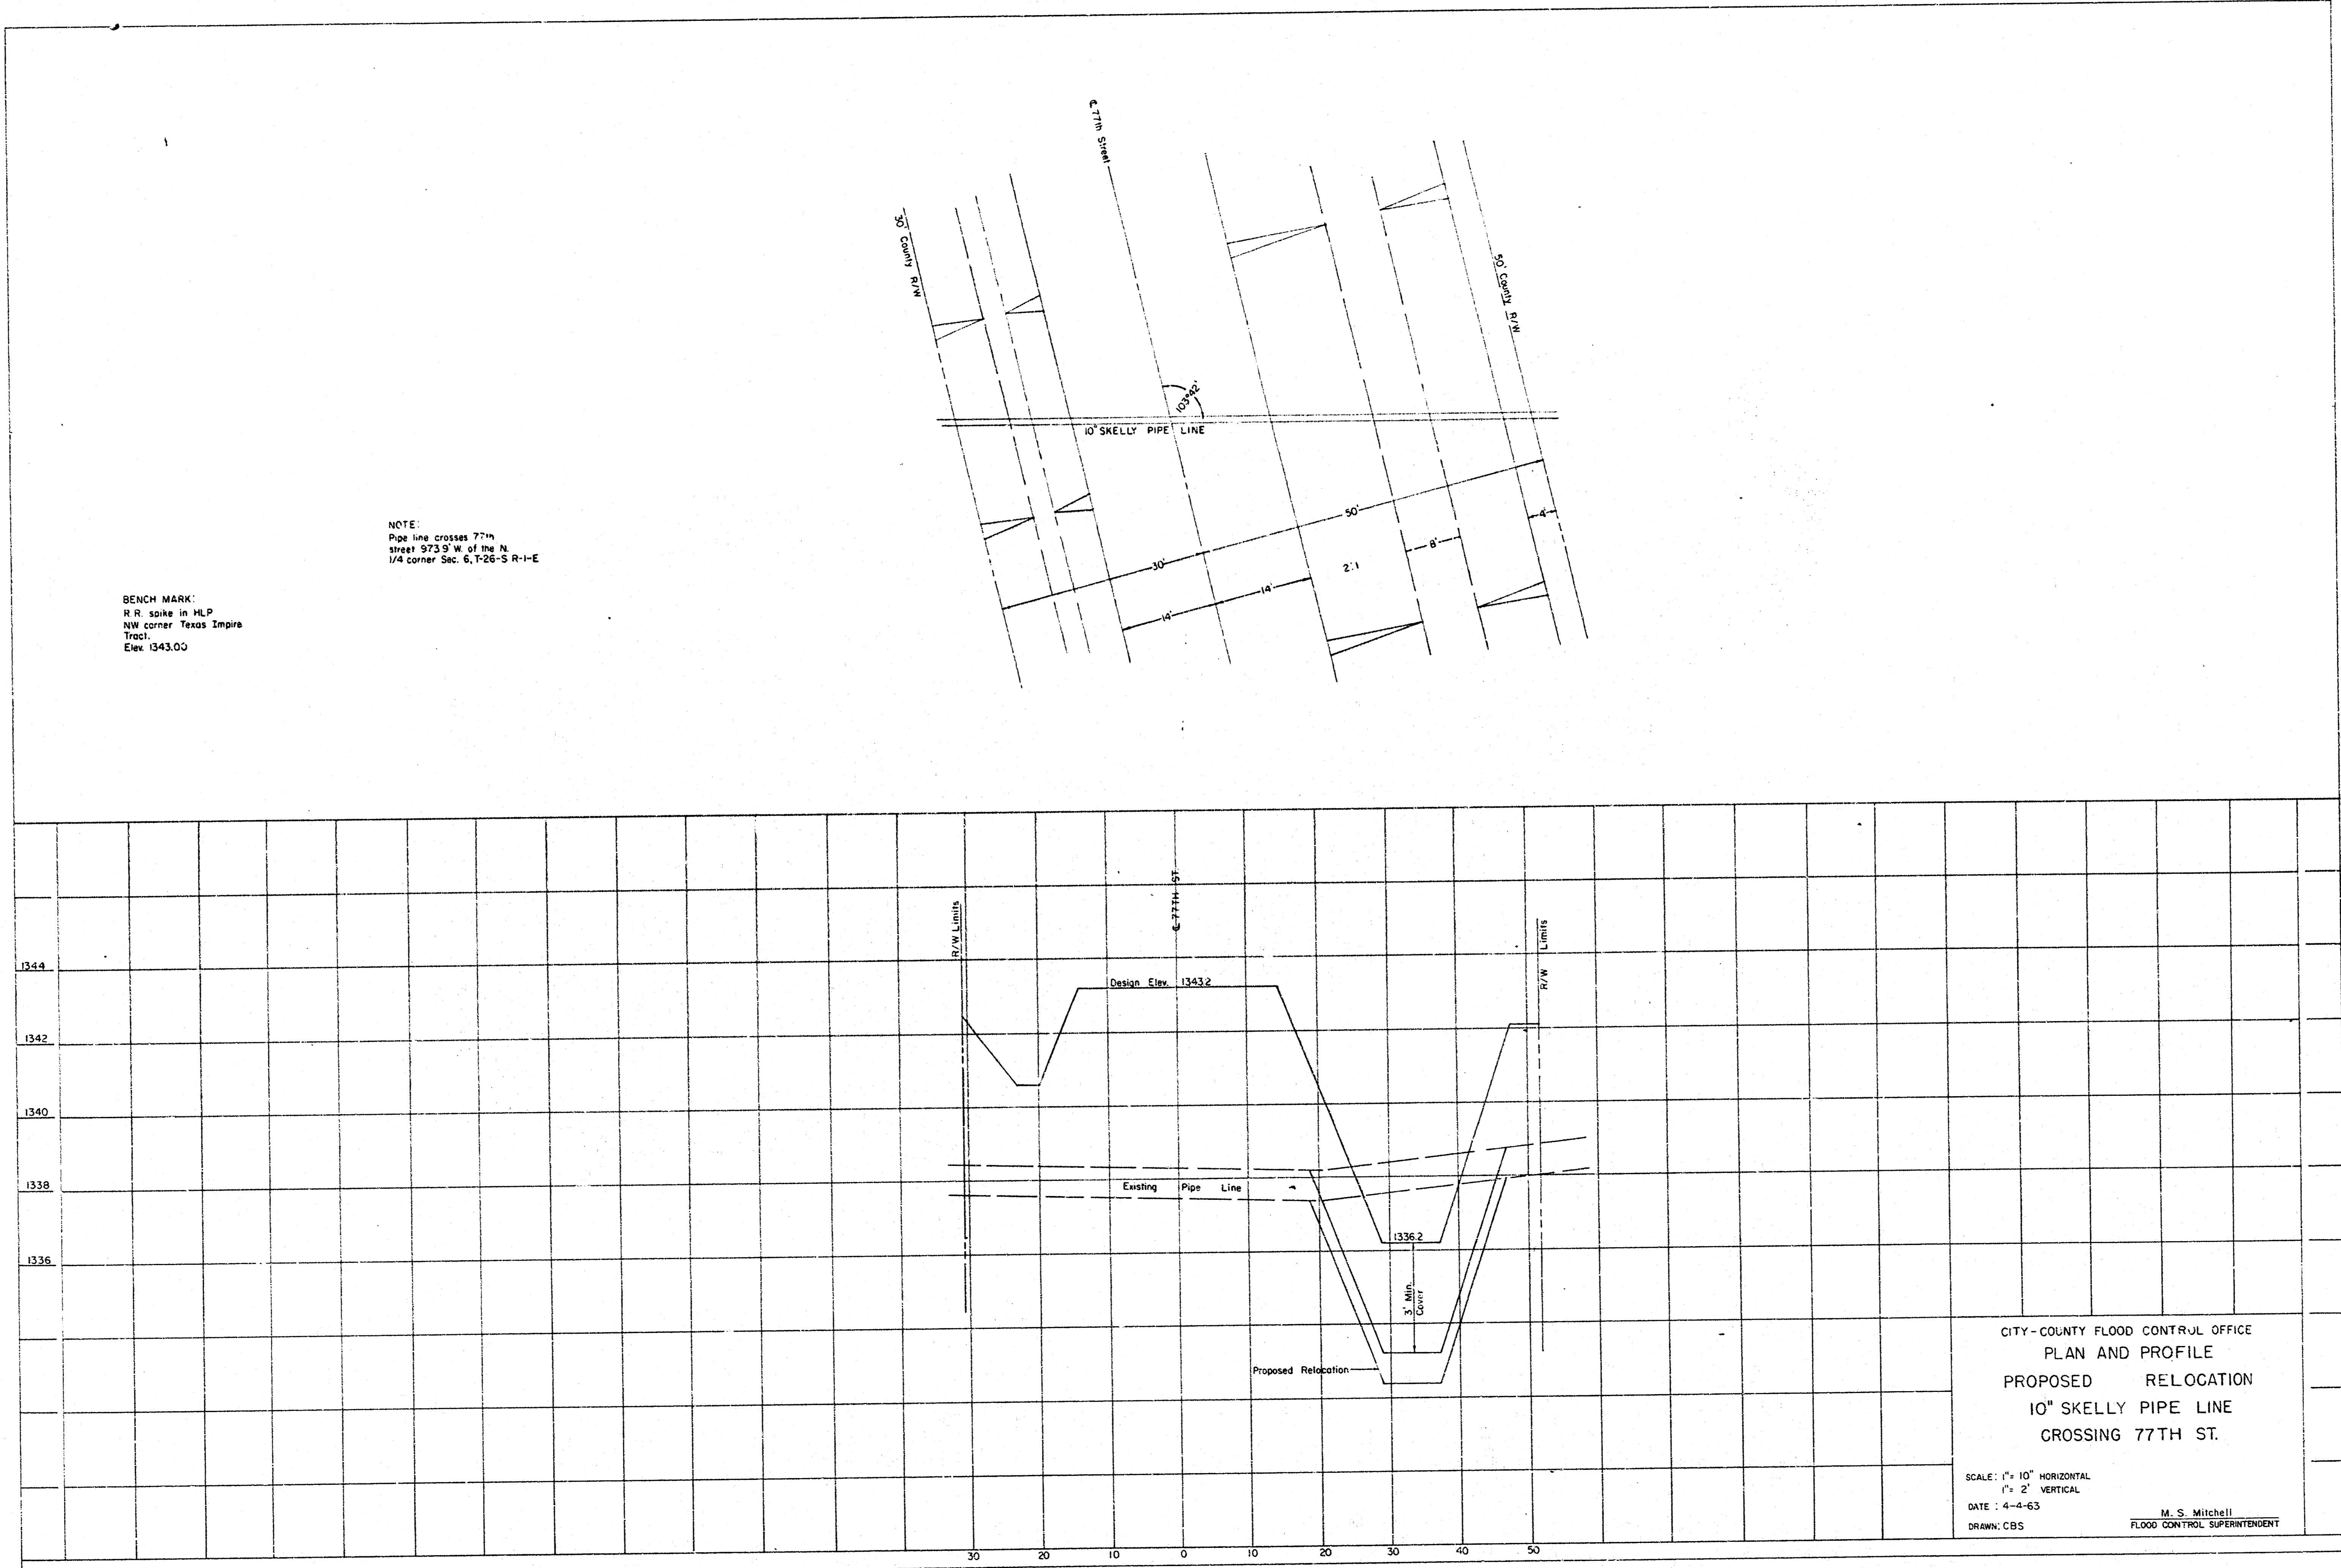 ℄ 77th Street
30' County R/W
50' County R/W
103°42'
10" SKELLY PIPE LINE
50'
4'
8'
30'
2:1
14'
14'
NOTE:
Pipe line crosses 77th
street 973.9' W. of the N.
1/4 corner Sec. 6, T-26-S R-1-E
BENCH MARK:
R.R. spike in HLP
NW corner Texas Impire
Tract.
Elev. 1343.00
R/W Limits
℄ 77TH ST.
R/W Limits
1344
Design Elev. 1343.2
1342
1340
1338
Existing Pipe Line
1336
1336.2
3' Min.
Cover
Proposed Relocation
30 20 10 0 10 20 30 40 50
CITY-COUNTY FLOOD CONTROL OFFICE
PLAN AND PROFILE
PROPOSED RELOCATION
10" SKELLY PIPE LINE
CROSSING 77TH ST.
SCALE: 1"= 10" HORIZONTAL
1"= 2' VERTICAL
DATE : 4-4-63
DRAWN: CBS
M. S. Mitchell
FLOOD CONTROL SUPERINTENDENT